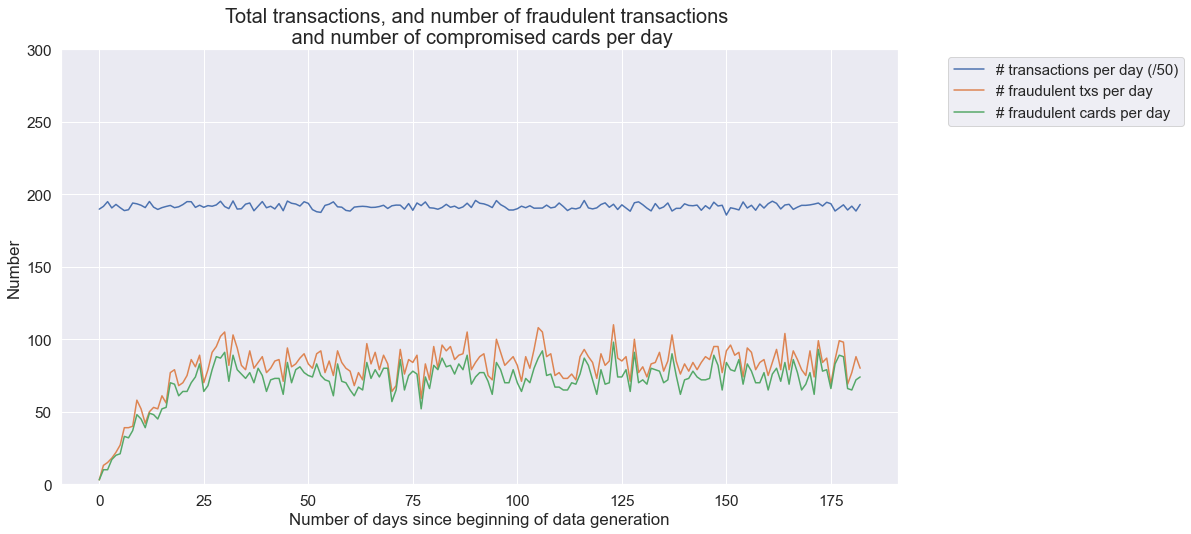 Total transactions, and number of fraudulent transactions
and number of compromised cards per day
300
250
200
150
100
50
0
Number
0 25 50 75 100 125 150 175
Number of days since beginning of data generation
# transactions per day (/50)
# fraudulent txs per day
# fraudulent cards per day